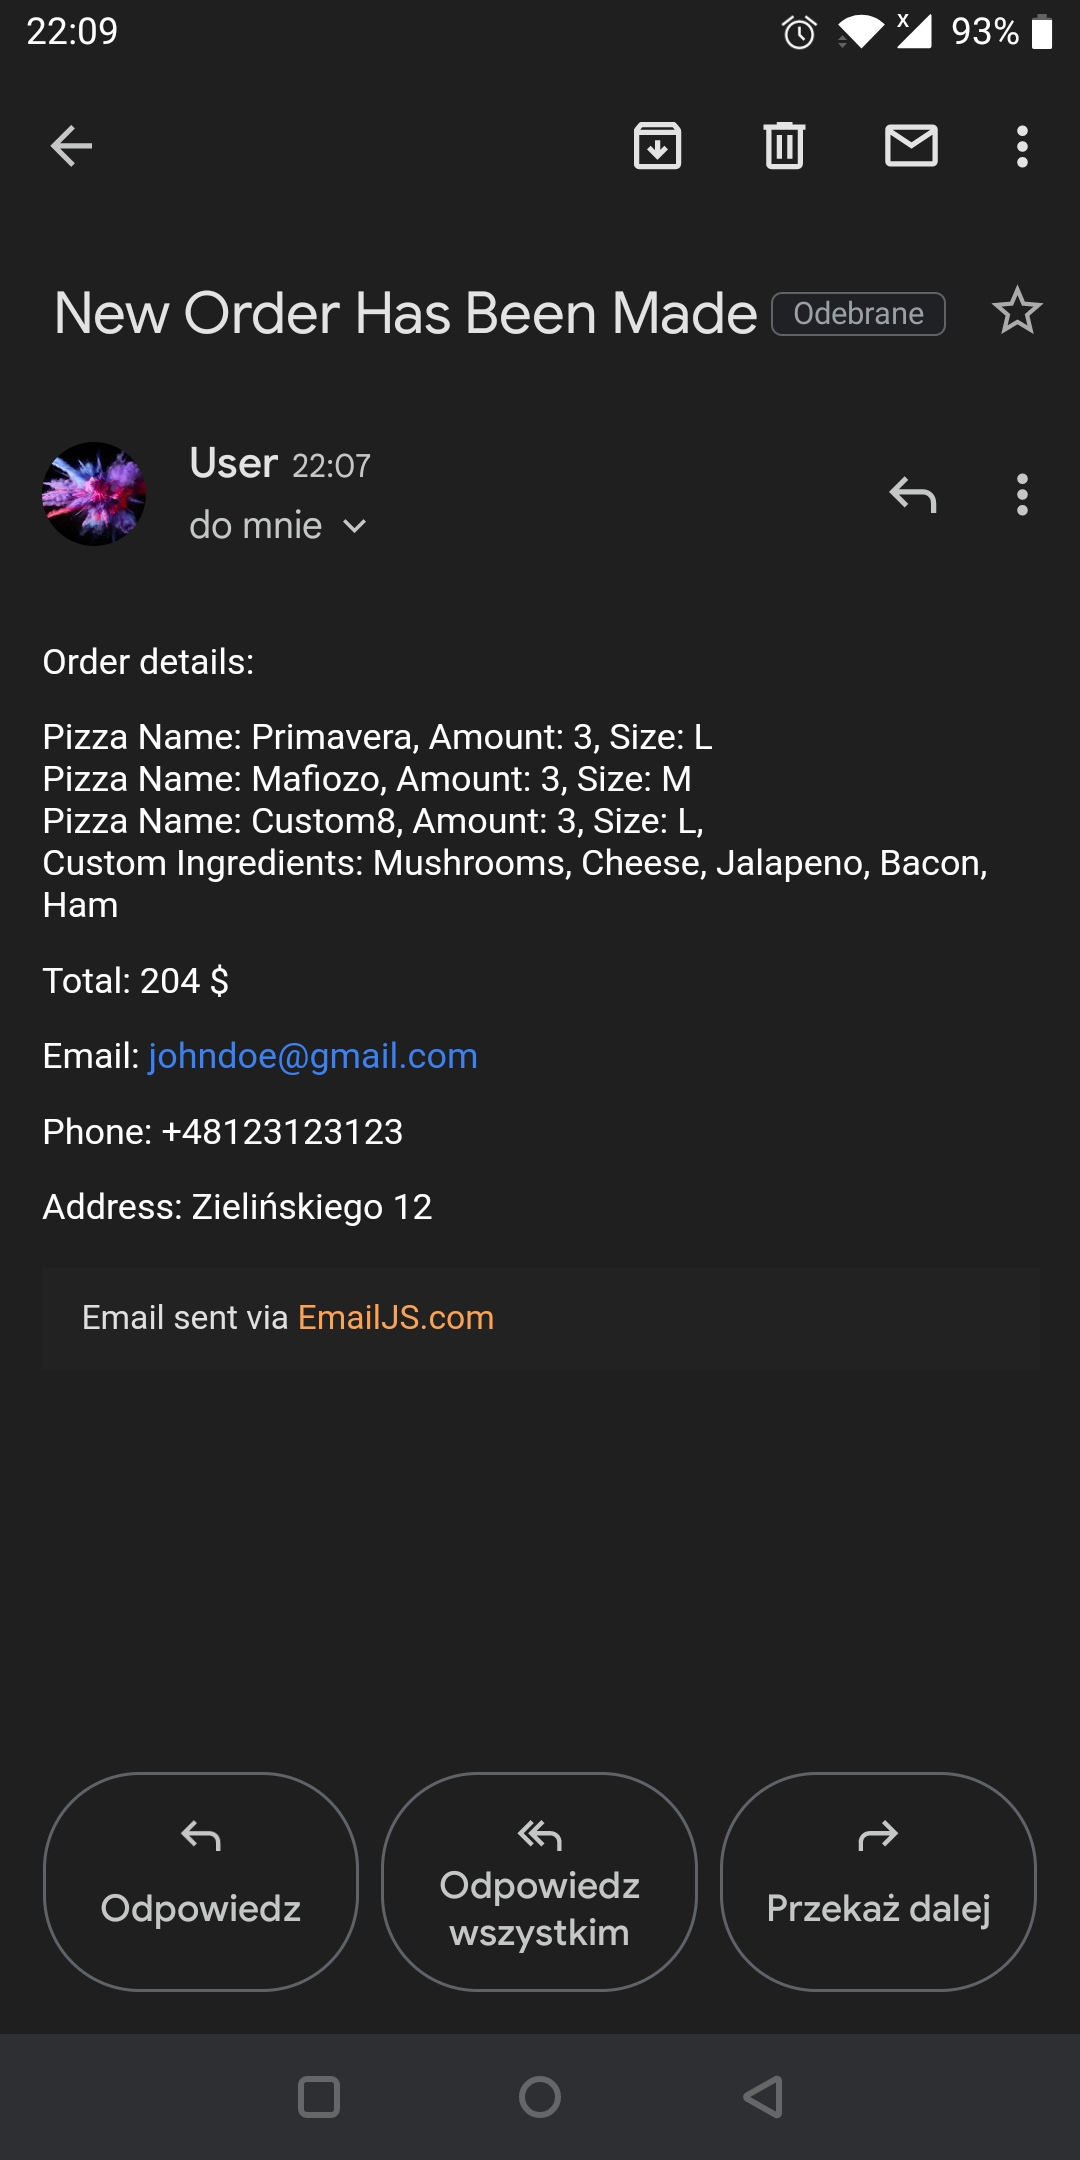 22:09
x 93%
New Order Has Been Made Odebrane
User 22:07
do mnie
Order details:
Pizza Name: Primavera, Amount: 3, Size: L
Pizza Name: Mafiozo, Amount: 3, Size: M
Pizza Name: Custom8, Amount: 3, Size: L,
Custom Ingredients: Mushrooms, Cheese, Jalapeno, Bacon,
Ham
Total: 204 $
Email: johndoe@gmail.com
Phone: +48123123123
Address: Zielińskiego 12
Email sent via EmailJS.com
Odpowiedz
Odpowiedz
wszystkim
Przekaż dalej